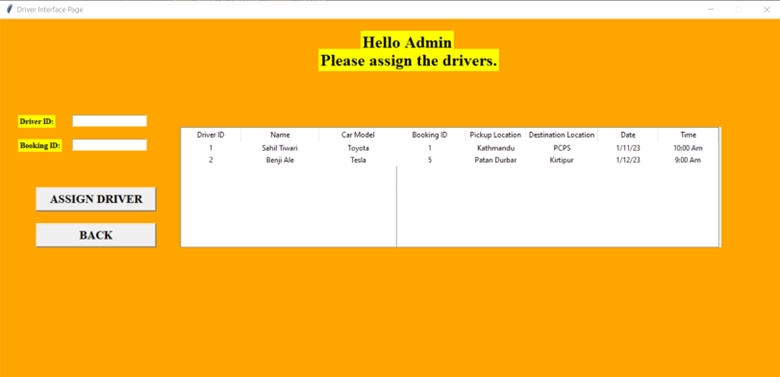 Driver Interface Page
Hello Admin
Please assign the drivers.
Driver ID:
Booking ID:
Driver ID Name Car Model Booking ID Pickup Location Destination Location Date Time
1 Sahil Tiwari Toyota 1 Kathmandu PCPS 1/11/23 10:00 Am
2 Benji Ale Tesla 5 Patan Durbar Kirtipur 1/12/23 9:00 Am
ASSIGN DRIVER
BACK